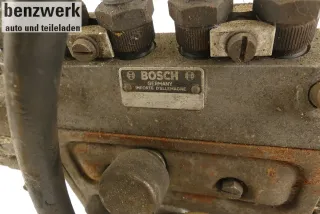 benzwerk
auto und teileladen
BOSCH
GERMANY